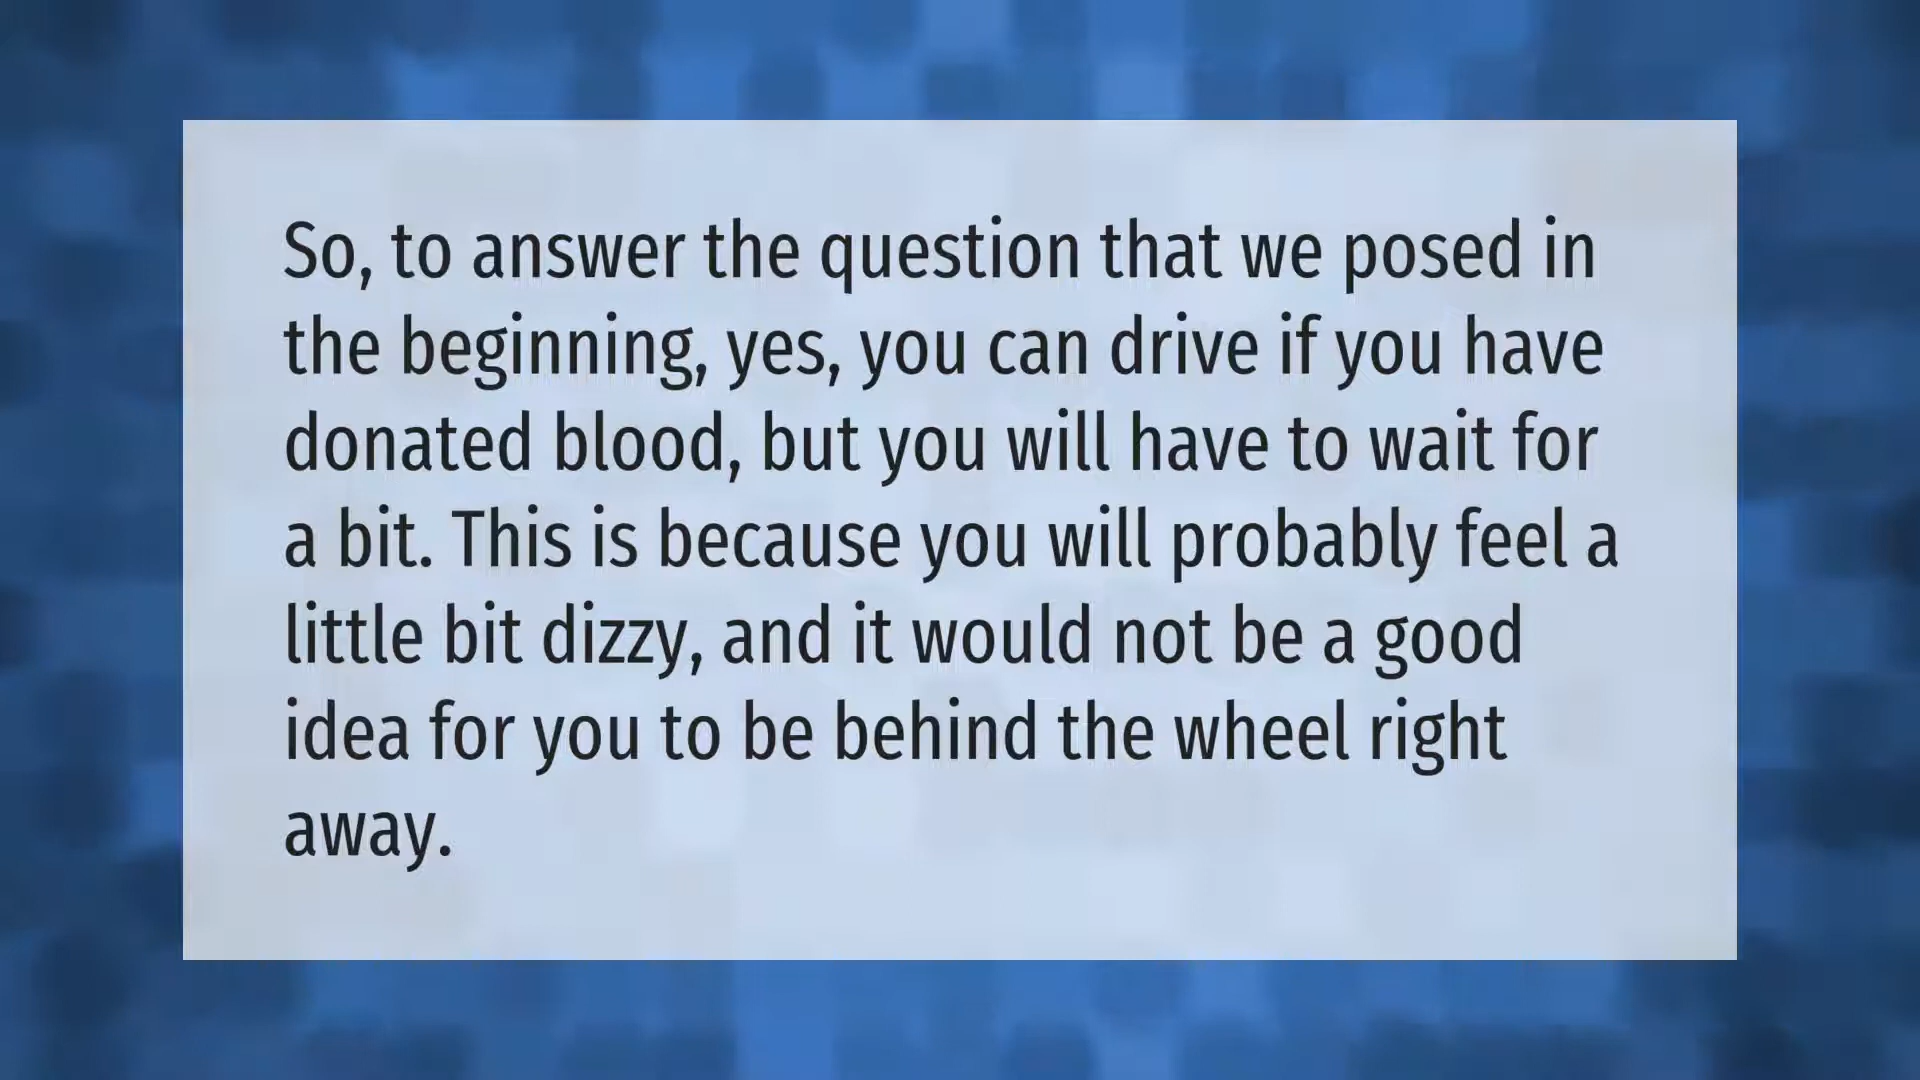 So, to answer the question that we posed in
the beginning, yes, you can drive if you have
donated blood, but you will have to wait for
a bit. This is because you will probably feel a
little bit dizzy, and it would not be a good
idea for you to be behind the wheel right
away.